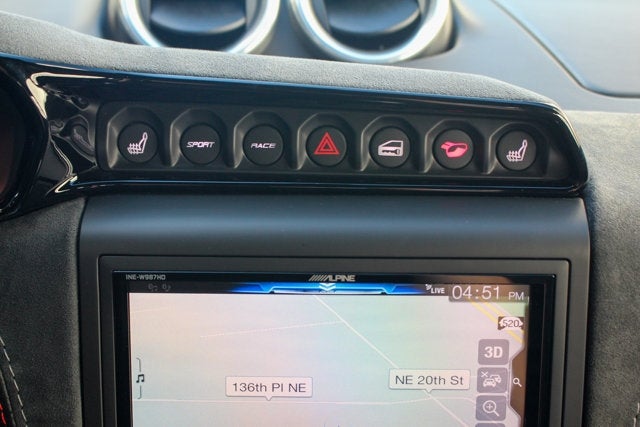 SPORT RACE
INE-W987HD ALPINE
LIVE 04:51 PM
520
3D
NE 20th St
136th Pl NE